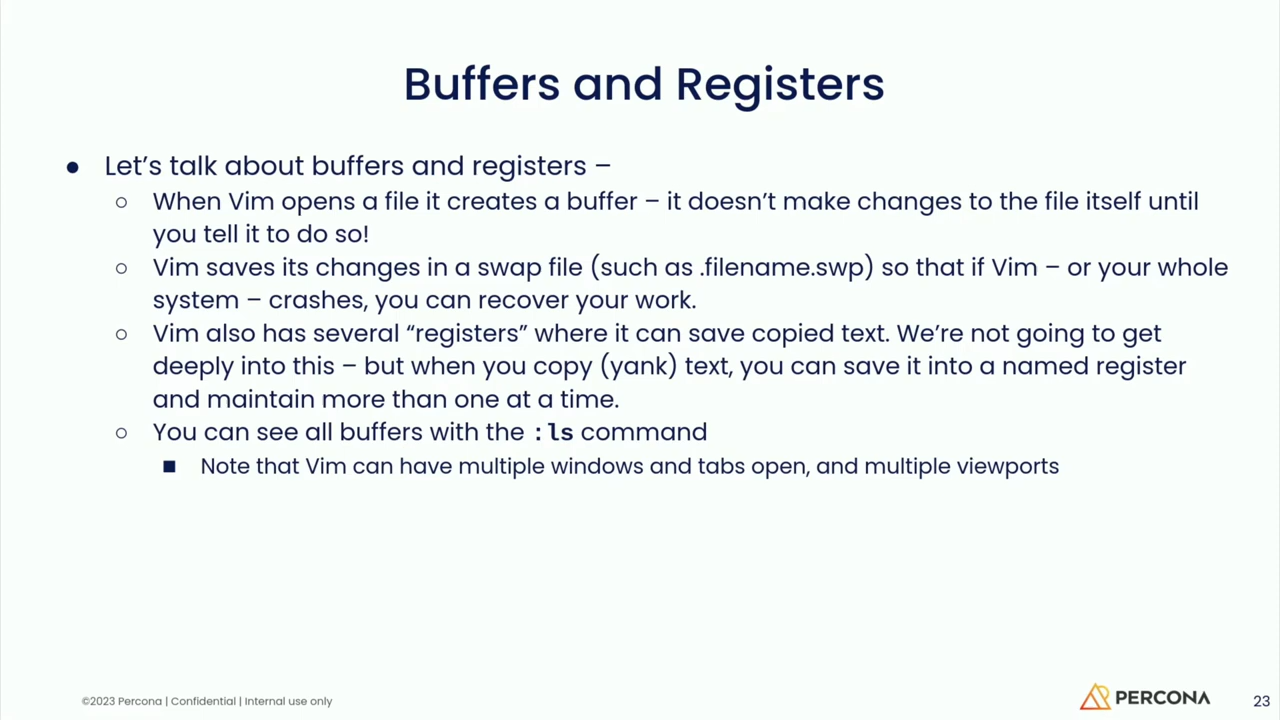 Buffers and Registers
● Let’s talk about buffers and registers –
○ When Vim opens a file it creates a buffer – it doesn’t make changes to the file itself until
you tell it to do so!
○ Vim saves its changes in a swap file (such as .filename.swp) so that if Vim – or your whole
system – crashes, you can recover your work.
○ Vim also has several “registers” where it can save copied text. We’re not going to get
deeply into this – but when you copy (yank) text, you can save it into a named register
and maintain more than one at a time.
○ You can see all buffers with the :ls command
■ Note that Vim can have multiple windows and tabs open, and multiple viewports
©2023 Percona | Confidential | Internal use only
PERCONA
23